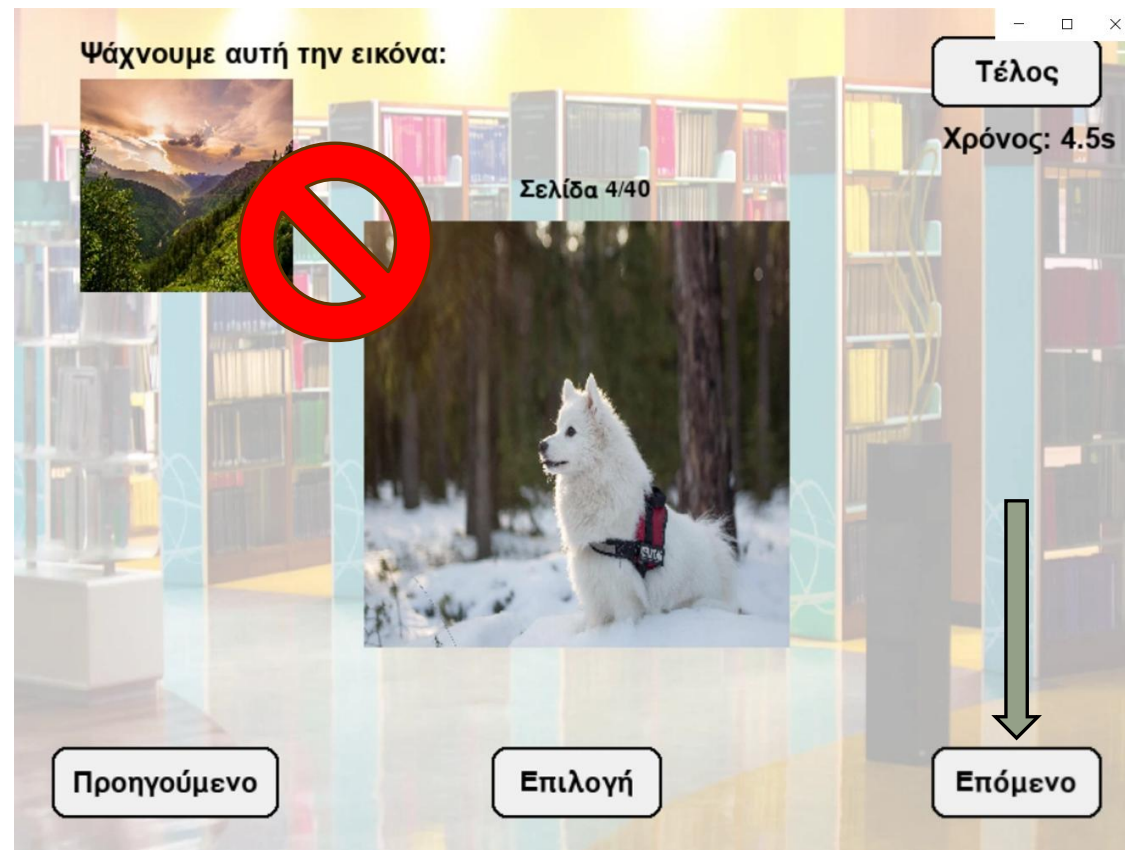 Ψάχνουμε αυτή την εικόνα:
Τέλος
Χρόνος: 4.5s
Σελίδα 4/40
Προηγούμενο
Επιλογή
Επόμενο